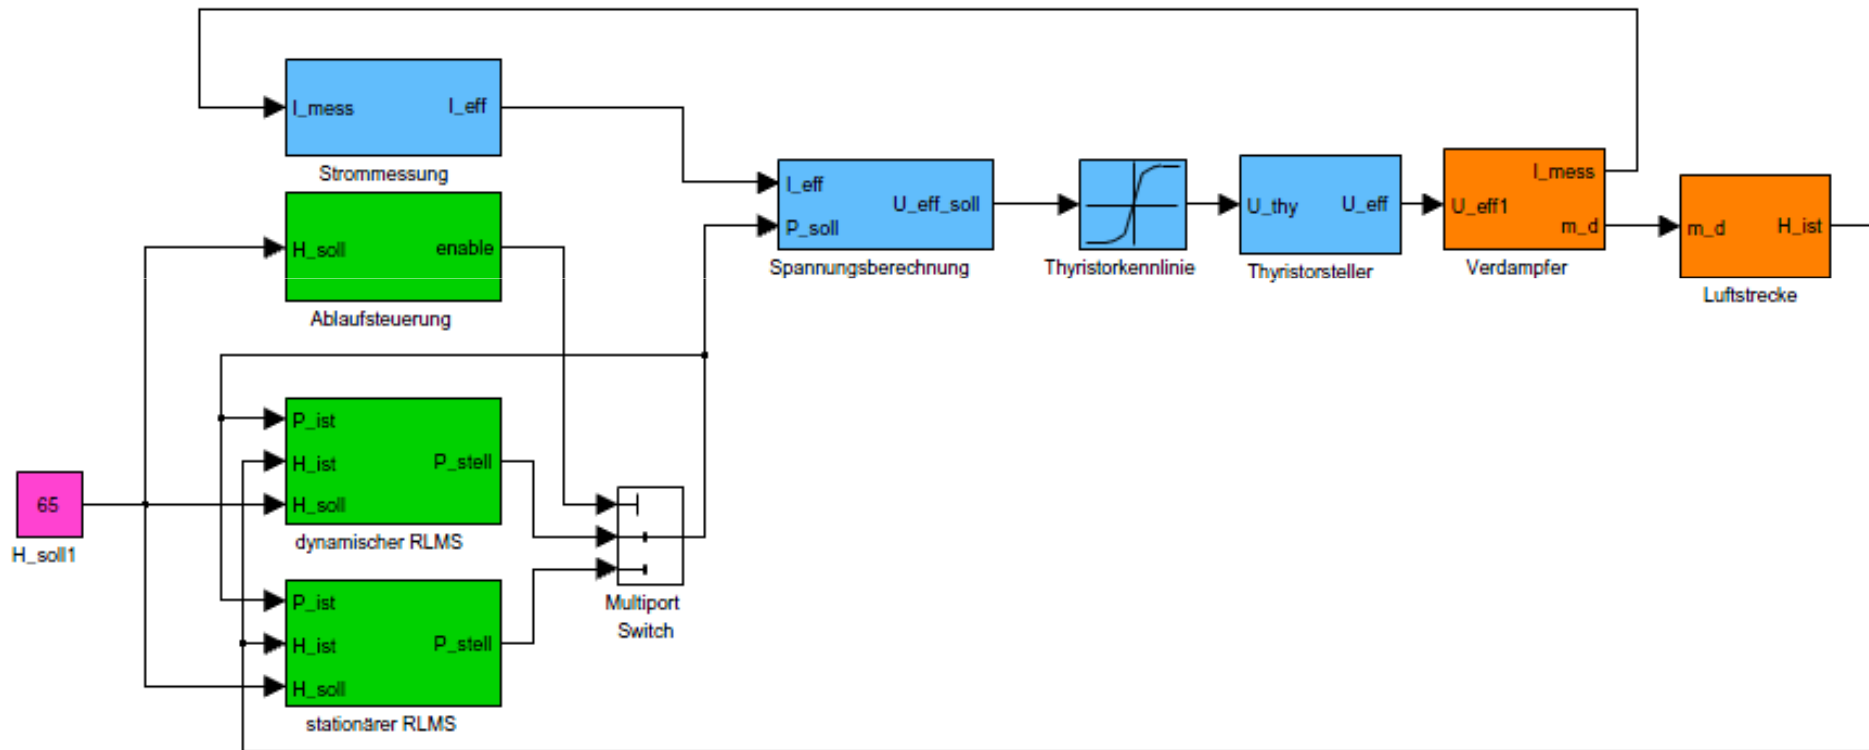 I_mess
I_eff
Strommessung
H_soll
enable
Ablaufsteuerung
I_eff
P_soll
U_eff_soll
Spannungsberechnung
Thyristorkennlinie
U_thy
U_eff
Thyristorsteller
U_eff1
I_mess
m_d
Verdampfer
m_d
H_ist
Luftstrecke
65
H_soll1
P_ist
H_ist
H_soll
P_stell
dynamischer RLMS
P_ist
H_ist
H_soll
P_stell
stationärer RLMS
Multiport
Switch